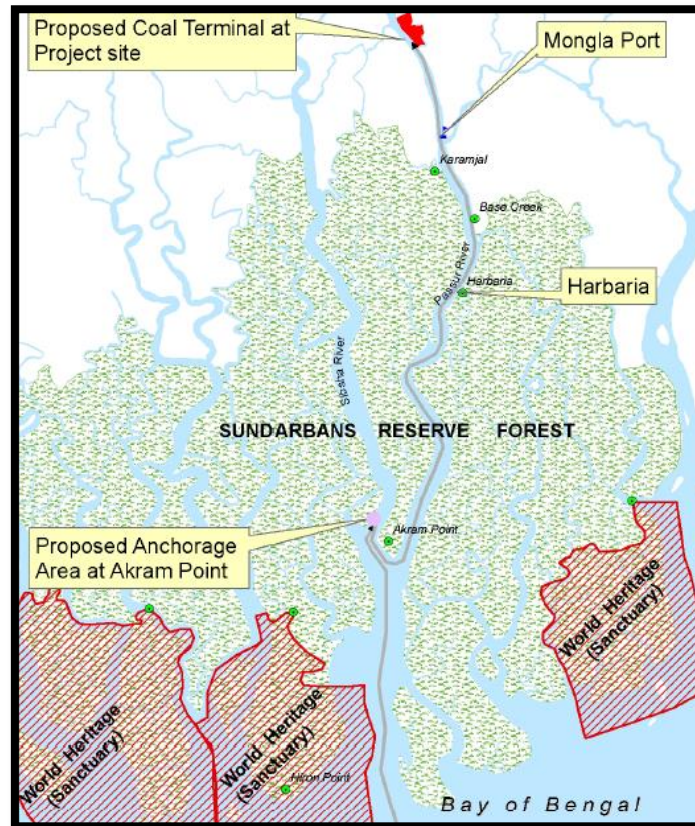 Proposed Coal Terminal at
Project site
Mongla Port
Karamjal
Base Creek
Passur River
Harbaria
Harbaria
Sibsha River
SUNDARBANS RESERVE FOREST
Proposed Anchorage
Area at Akram Point
Akram Point
World Heritage
(Sanctuary)
World Heritage
(Sanctuary)
World Heritage
(Sanctuary)
Hiron Point
Bay of Bengal